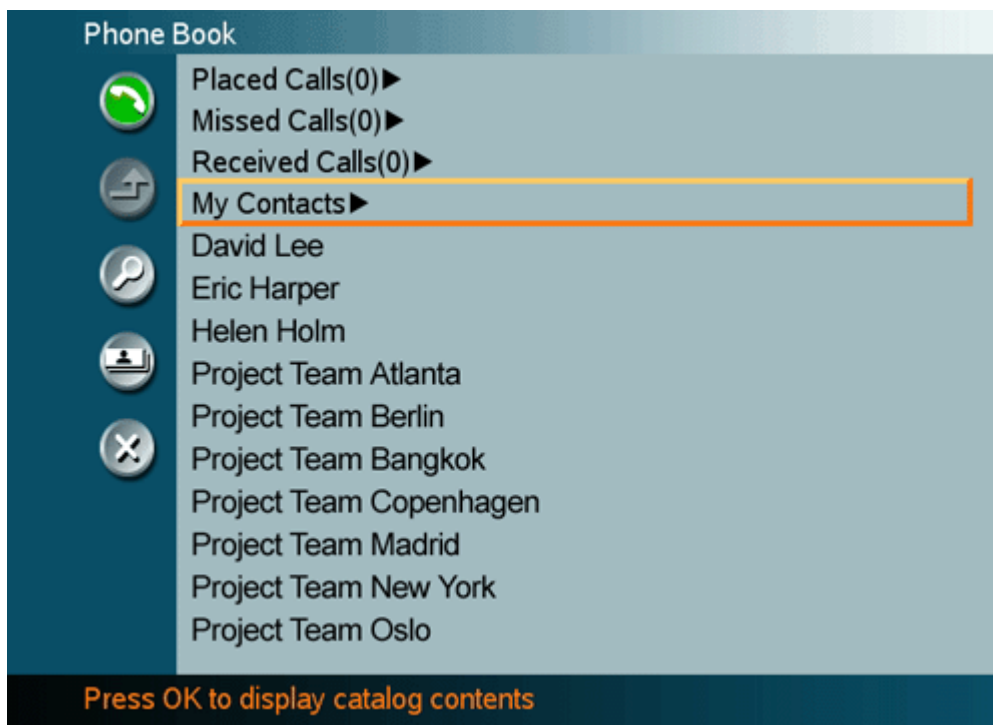 Phone Book
Placed Calls(0)▶
Missed Calls(0)▶
Received Calls(0)▶
My Contacts▶
David Lee
Eric Harper
Helen Holm
Project Team Atlanta
Project Team Berlin
Project Team Bangkok
Project Team Copenhagen
Project Team Madrid
Project Team New York
Project Team Oslo
Press OK to display catalog contents